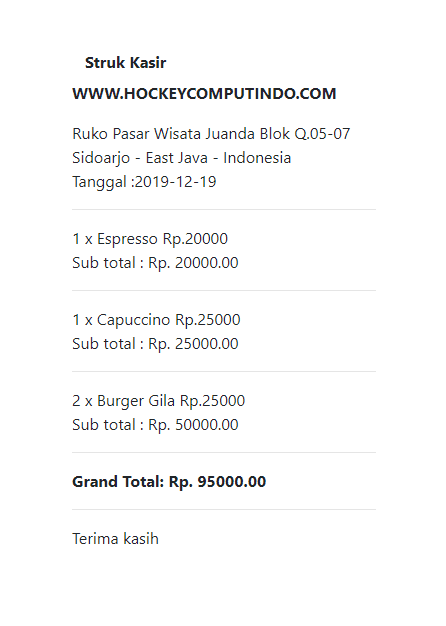 Struk Kasir
WWW.HOCKEYCOMPUTINDO.COM
Ruko Pasar Wisata Juanda Blok Q.05-07
Sidoarjo - East Java - Indonesia
Tanggal :2019-12-19
1 x Espresso Rp.20000
Sub total : Rp. 20000.00
1 x Capuccino Rp.25000
Sub total : Rp. 25000.00
2 x Burger Gila Rp.25000
Sub total : Rp. 50000.00
Grand Total: Rp. 95000.00
Terima kasih